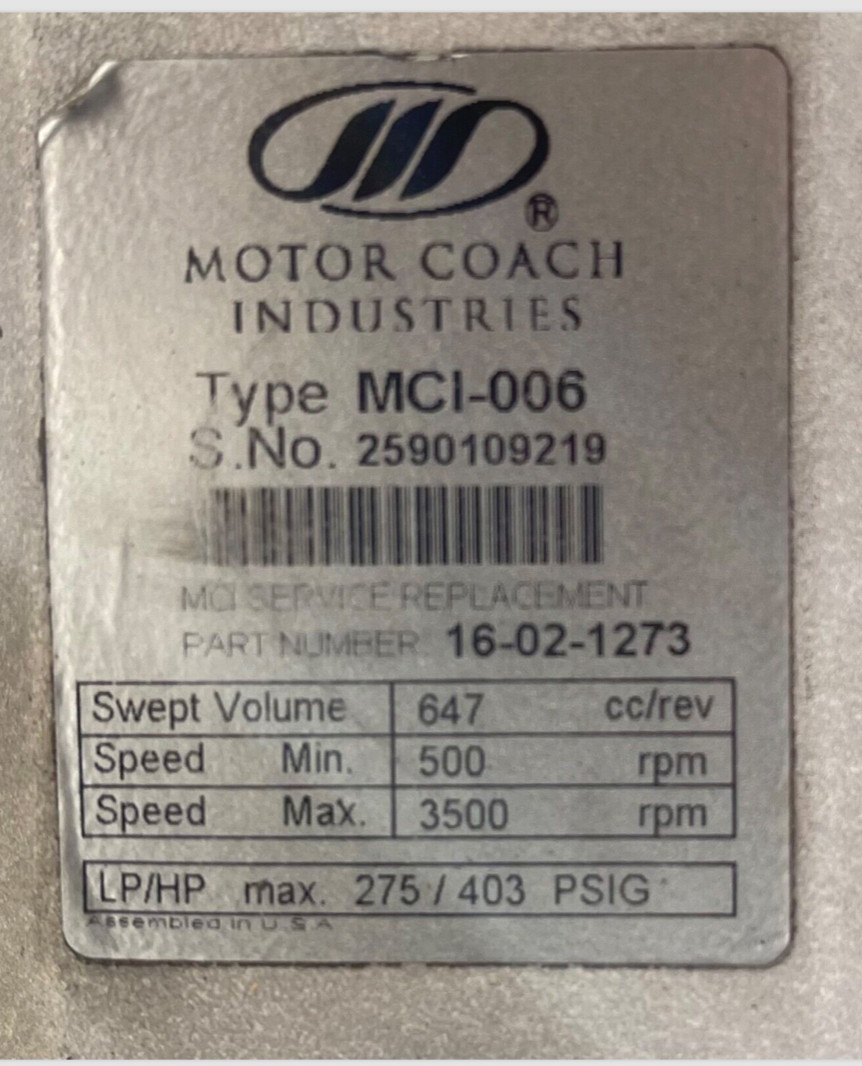 ®
MOTOR COACH
INDUSTRIES
Type MCI-006
S.No. 2590109219
MCI SERVICE REPLACEMENT
PART NUMBER 16-02-1273
Swept Volume 647 cc/rev
Speed Min. 500 rpm
Speed Max. 3500 rpm
LP/HP max. 275 / 403 PSIG
Assembled in U.S.A